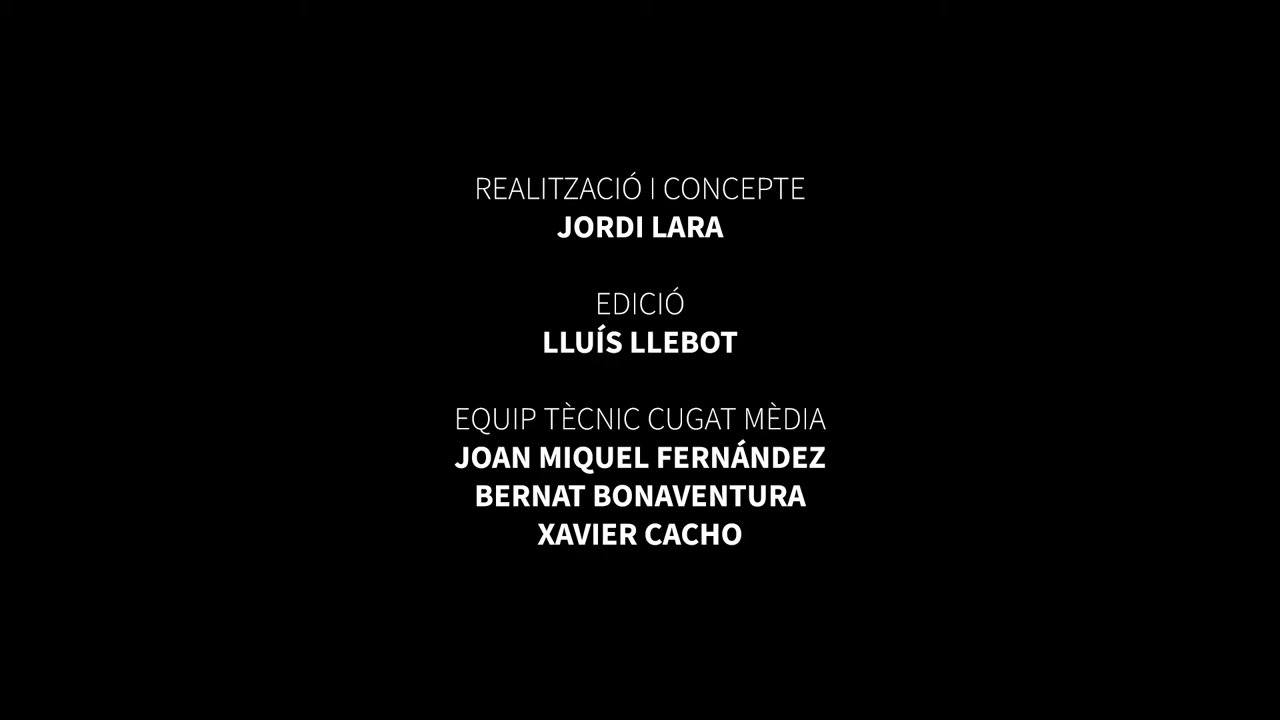 REALITZACIÓ I CONCEPTE
JORDI LARA
EDICIÓ
LLUÍS LLEBOT
EQUIP TÈCNIC CUGAT MÈDIA
JOAN MIQUEL FERNÁNDEZ
BERNAT BONAVENTURA
XAVIER CACHO